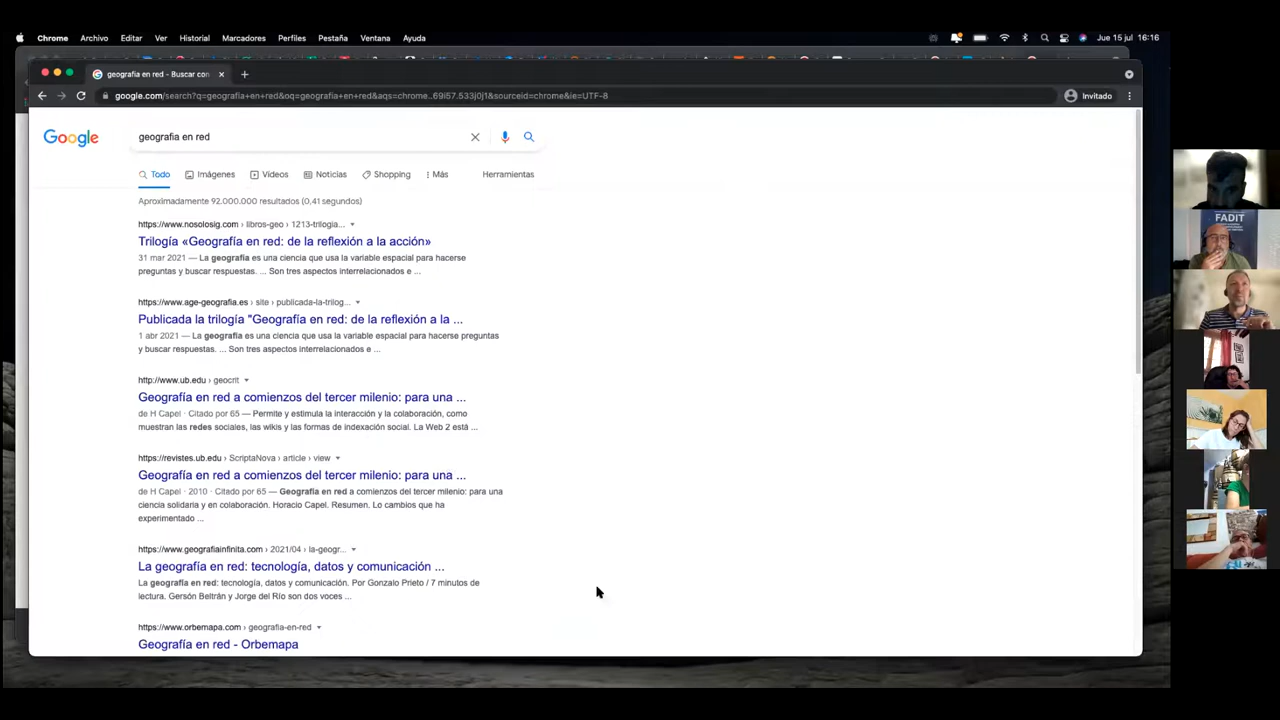 Chrome Archivo Editar Ver Historial Marcadores Perfiles Pestaña Ventana Ayuda Jue 15 jul 16:16
geografia en red - Buscar con
google.com/search?q=geografia+en+red&oq=geografia+en+red&aqs=chrome..69i57.533j0j1&sourceid=chrome&ie=UTF-8 Invitado
Google geografia en red
Todo Imágenes Vídeos Noticias Shopping Más Herramientas
Aproximadamente 92.000.000 resultados (0,41 segundos)
https://www.nosolosig.com › libros-geo › 1213-trilogia...
Trilogía «Geografía en red: de la reflexión a la acción»
31 mar 2021 — La geografía es una ciencia que usa la variable espacial para hacerse
preguntas y buscar respuestas. ... Son tres aspectos interrelacionados e ...
https://www.age-geografia.es › site › publicada-la-trilog...
Publicada la trilogía "Geografía en red: de la reflexión a la ...
1 abr 2021 — La geografía es una ciencia que usa la variable espacial para hacerse preguntas
y buscar respuestas. ... Son tres aspectos interrelacionados e ...
http://www.ub.edu › geocrit
Geografía en red a comienzos del tercer milenio: para una ...
de H Capel · Citado por 65 — Permite y estimula la interacción y la colaboración, como
muestran las redes sociales, las wikis y las formas de indexación social. La Web 2 está ...
https://revistes.ub.edu › ScriptaNova › article › view
Geografía en red a comienzos del tercer milenio: para una ...
de H Capel · 2010 · Citado por 65 — Geografía en red a comienzos del tercer milenio: para una
ciencia solidaria y en colaboración. Horacio Capel. Resumen. Lo cambios que ha
experimentado ...
https://www.geografiainfinita.com › 2021/04 › la-geogr...
La geografía en red: tecnología, datos y comunicación ...
La geografía en red: tecnología, datos y comunicación. Por Gonzalo Prieto / 7 minutos de
lectura. Gersón Beltrán y Jorge del Río son dos voces ...
https://www.orbemapa.com › geografia-en-red
Geografía en red - Orbemapa
FADIT